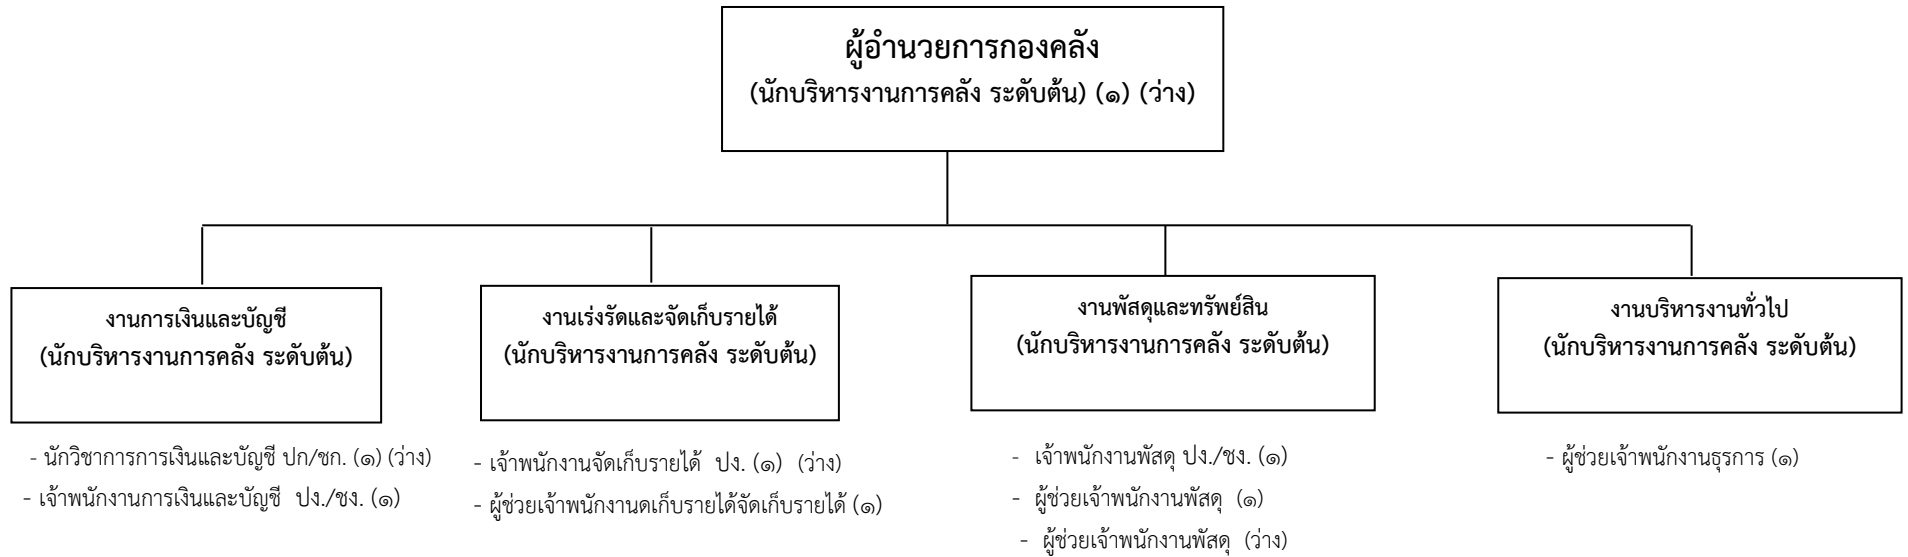 ผู้อำนวยการกองคลัง
(นักบริหารงานการคลัง ระดับต้น) (๑) (ว่าง)
งานการเงินและบัญชี
(นักบริหารงานการคลัง ระดับต้น)
- นักวิชาการการเงินและบัญชี ปก/ชก. (๑) (ว่าง)
- เจ้าพนักงานการเงินและบัญชี ปง./ชง. (๑)
งานเร่งรัดและจัดเก็บรายได้
(นักบริหารงานการคลัง ระดับต้น)
- เจ้าพนักงานจัดเก็บรายได้ ปง. (๑) (ว่าง)
- ผู้ช่วยเจ้าพนักงานดเก็บรายได้จัดเก็บรายได้ (๑)
งานพัสดุและทรัพย์สิน
(นักบริหารงานการคลัง ระดับต้น)
- เจ้าพนักงานพัสดุ ปง./ชง. (๑)
- ผู้ช่วยเจ้าพนักงานพัสดุ (๑)
- ผู้ช่วยเจ้าพนักงานพัสดุ (ว่าง)
งานบริหารงานทั่วไป
(นักบริหารงานการคลัง ระดับต้น)
- ผู้ช่วยเจ้าพนักงานธุรการ (๑)